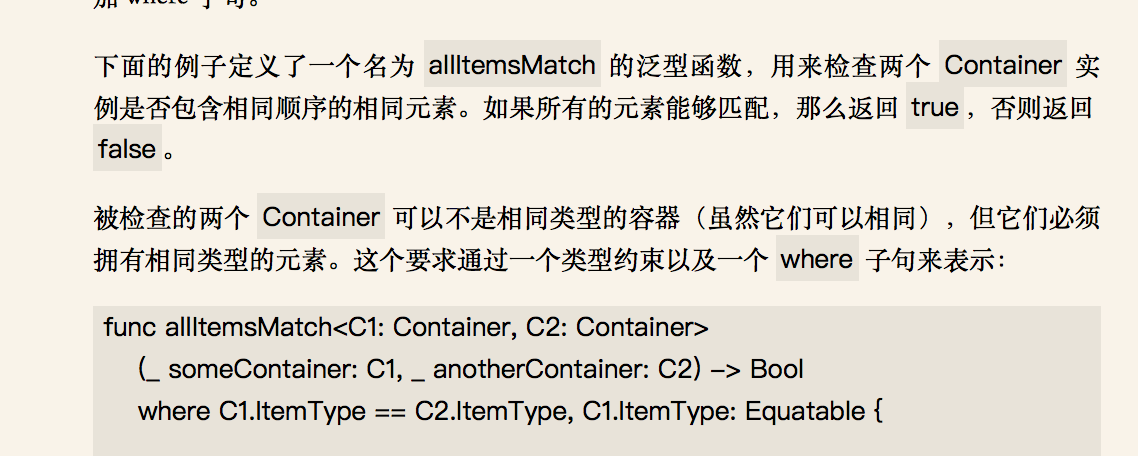 加 where 子句。
下面的例子定义了一个名为 allItemsMatch 的泛型函数，用来检查两个 Container 实
例是否包含相同顺序的相同元素。如果所有的元素能够匹配，那么返回 true，否则返回
false。
被检查的两个 Container 可以不是相同类型的容器（虽然它们可以相同），但它们必须
拥有相同类型的元素。这个要求通过一个类型约束以及一个 where 子句来表示：
func allItemsMatch<C1: Container, C2: Container>
(_ someContainer: C1, _ anotherContainer: C2) -> Bool
where C1.ItemType == C2.ItemType, C1.ItemType: Equatable {